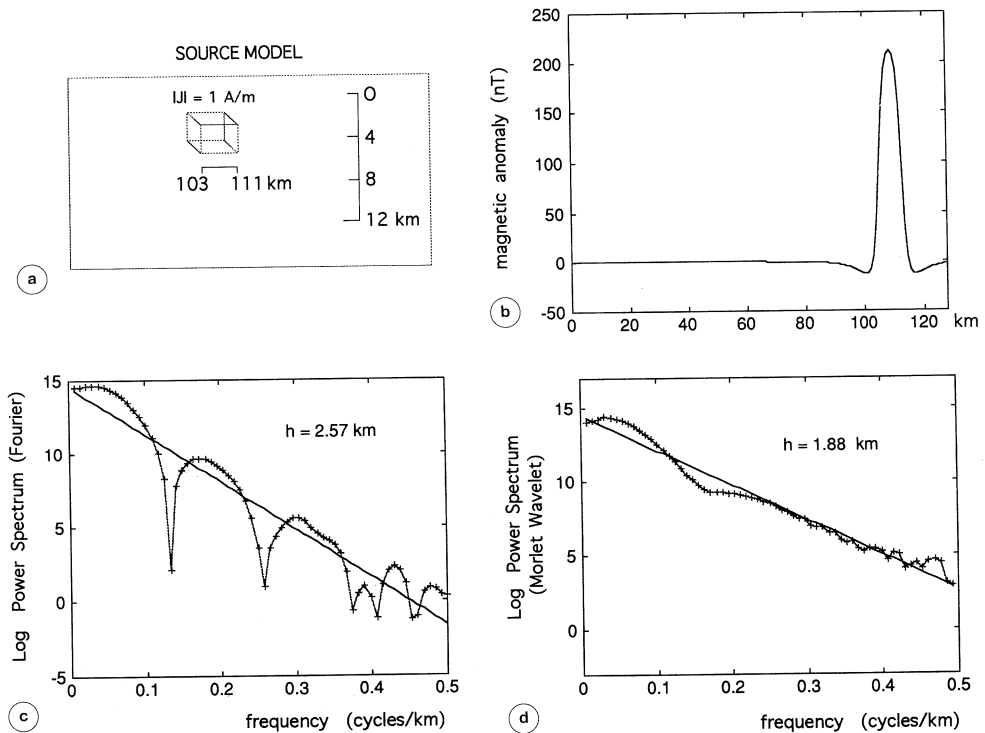 SOURCE MODEL
|J| = 1 A/m
0
4
8
12 km
103 111 km
a
250
200
150
100
50
0
-50
magnetic anomaly (nT)
0 20 40 60 80 100 120 km
b
15
10
5
0
-5
Log Power Spectrum (Fourier)
h = 2.57 km
0 0.1 0.2 0.3 0.4 0.5
frequency (cycles/km)
c
15
10
5
0
Log Power Spectrum
(Morlet Wavelet)
h = 1.88 km
0 0.1 0.2 0.3 0.4 0.5
frequency (cycles/km)
d